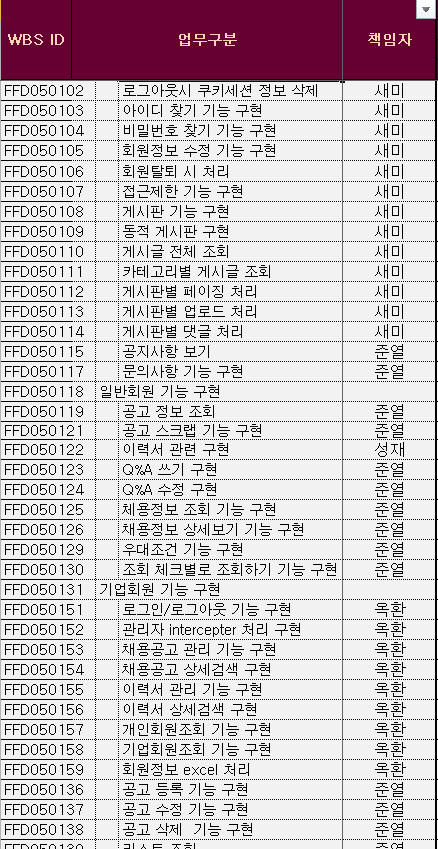 WBS ID 업무구분 책임자
FFD050102 로그아웃시 쿠키세션 정보 삭제 새미
FFD050103 아이디 찾기 기능 구현 새미
FFD050104 비밀번호 찾기 기능 구현 새미
FFD050105 회원정보 수정 기능 구현 새미
FFD050106 회원탈퇴 시 처리 새미
FFD050107 접근제한 기능 구현 새미
FFD050108 게시판 기능 구현 새미
FFD050109 동적 게시판 구현 새미
FFD050110 게시글 전체 조회 새미
FFD050111 카테고리별 게시글 조회 새미
FFD050112 게시판별 페이징 처리 새미
FFD050113 게시판별 업로드 처리 새미
FFD050114 게시판별 댓글 처리 새미
FFD050115 공지사항 보기 준열
FFD050117 문의사항 기능 구현 준열
FFD050118 일반회원 기능 구현
FFD050119 공고 정보 조회 준열
FFD050121 공고 스크랩 기능 구현 준열
FFD050122 이력서 관련 구현 성재
FFD050123 Q%A 쓰기 구현 준열
FFD050124 Q%A 수정 구현 준열
FFD050125 체용정보 조회 기능 구현 준열
FFD050126 채용정보 상세보기 기능 구현 준열
FFD050129 우대조건 기능 구현 준열
FFD050130 조회 체크별로 조회하기 기능 구현 준열
FFD050131 기업회원 기능 구현
FFD050151 로그인/로그아웃 기능 구현 옥환
FFD050152 관리자 intercepter 처리 구현 옥환
FFD050153 채용공고 관리 기능 구현 옥환
FFD050154 채용공고 상세검색 구현 옥환
FFD050155 이력서 관리 기능 구현 옥환
FFD050156 이력서 상세검색 구현 옥환
FFD050157 개인회원조회 기능 구현 옥환
FFD050158 기업회원조회 기능 구현 옥환
FFD050159 회원정보 excel 처리 옥환
FFD050136 공고 등록 기능 구현 준열
FFD050137 공고 수정 기능 구현 준열
FFD050138 공고 삭제 기능 구현 준열